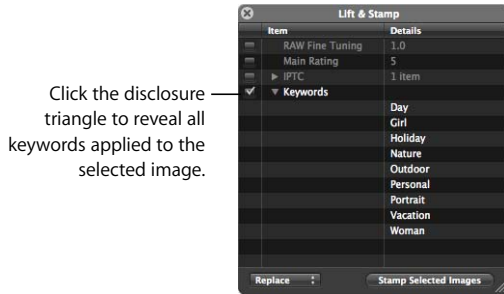 Lift & Stamp
Item Details
RAW Fine Tuning 1.0
Main Rating 5
IPTC 1 item
Keywords
Day
Girl
Holiday
Nature
Outdoor
Personal
Portrait
Vacation
Woman
Replace Stamp Selected Images
Click the disclosure
triangle to reveal all
keywords applied to the
selected image.